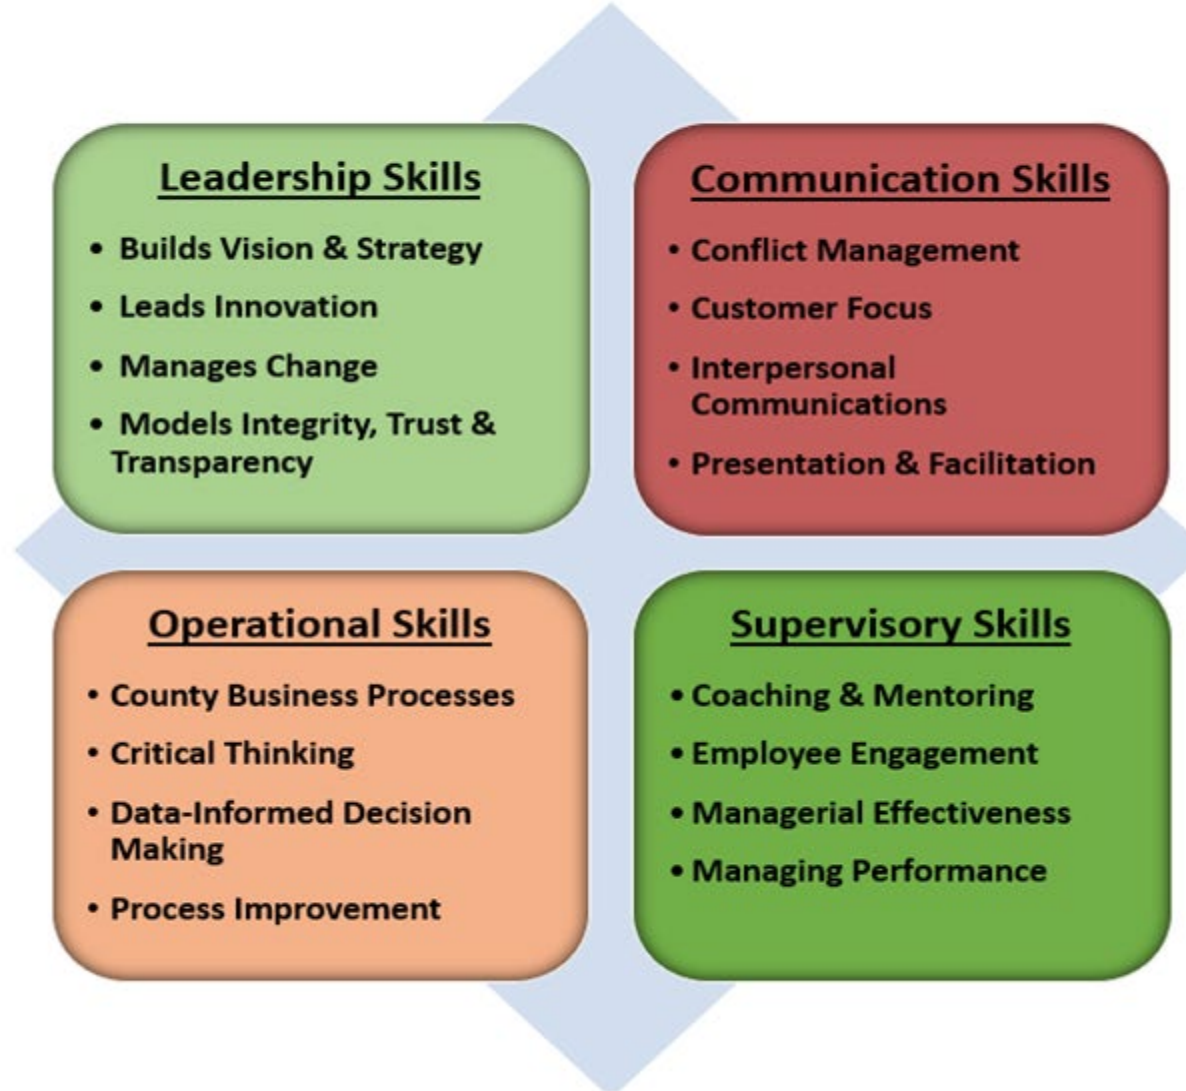 Leadership Skills
• Builds Vision & Strategy
• Leads Innovation
• Manages Change
• Models Integrity, Trust &
Transparency
Communication Skills
• Conflict Management
• Customer Focus
• Interpersonal
Communications
• Presentation & Facilitation
Operational Skills
• County Business Processes
• Critical Thinking
• Data-Informed Decision
Making
• Process Improvement
Supervisory Skills
• Coaching & Mentoring
• Employee Engagement
• Managerial Effectiveness
• Managing Performance